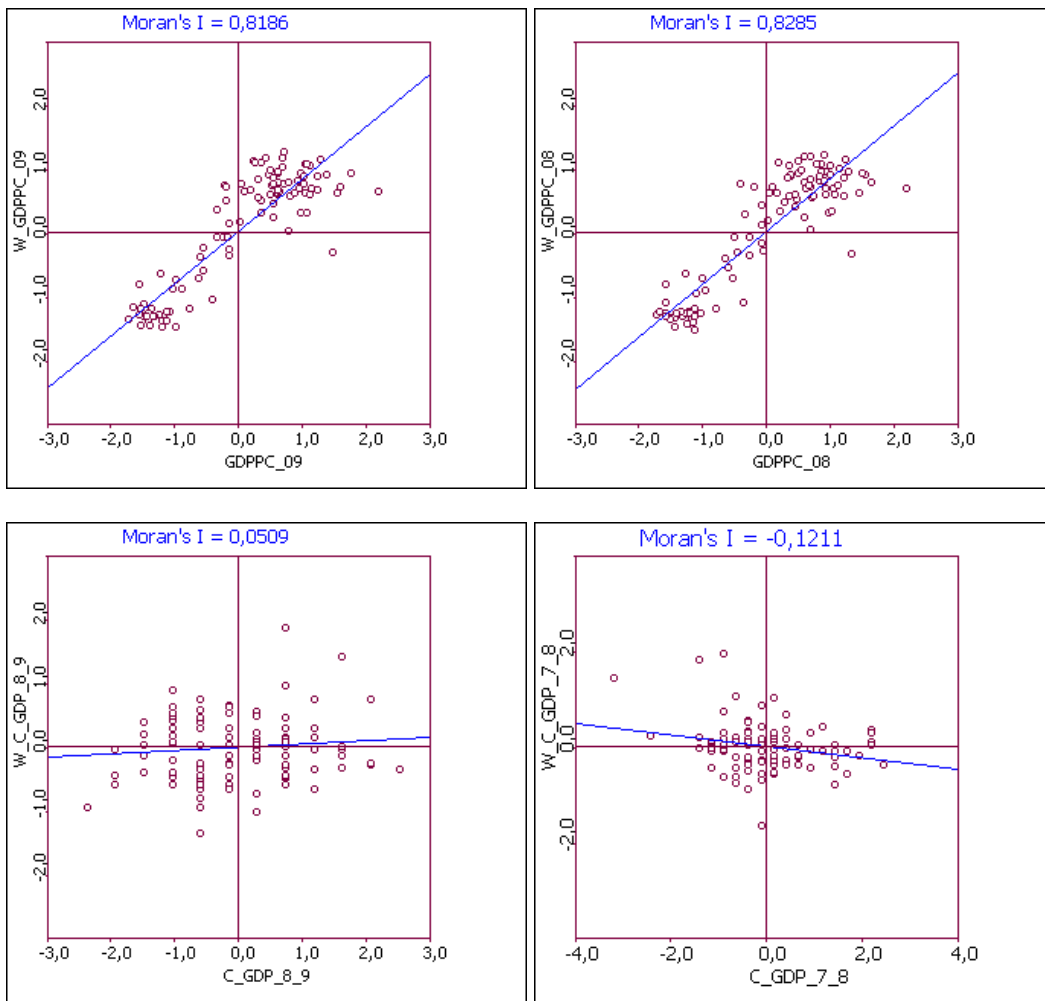 Moran's I = 0,8186
W_GDPPC_09
2,0
1,0
0,0
-1,0
-2,0
-3,0 -2,0 -1,0 0,0 1,0 2,0 3,0
GDPPC_09
Moran's I = 0,8285
W_GDPPC_08
2,0
1,0
0,0
-1,0
-2,0
-3,0 -2,0 -1,0 0,0 1,0 2,0 3,0
GDPPC_08
Moran's I = 0,0509
W_C_GDP_8_9
2,0
1,0
0,0
-1,0
-2,0
-3,0 -2,0 -1,0 0,0 1,0 2,0 3,0
C_GDP_8_9
Moran's I = -0,1211
W_C_GDP_7_8
2,0
0,0
-2,0
-4,0 -2,0 0,0 2,0 4,0
C_GDP_7_8